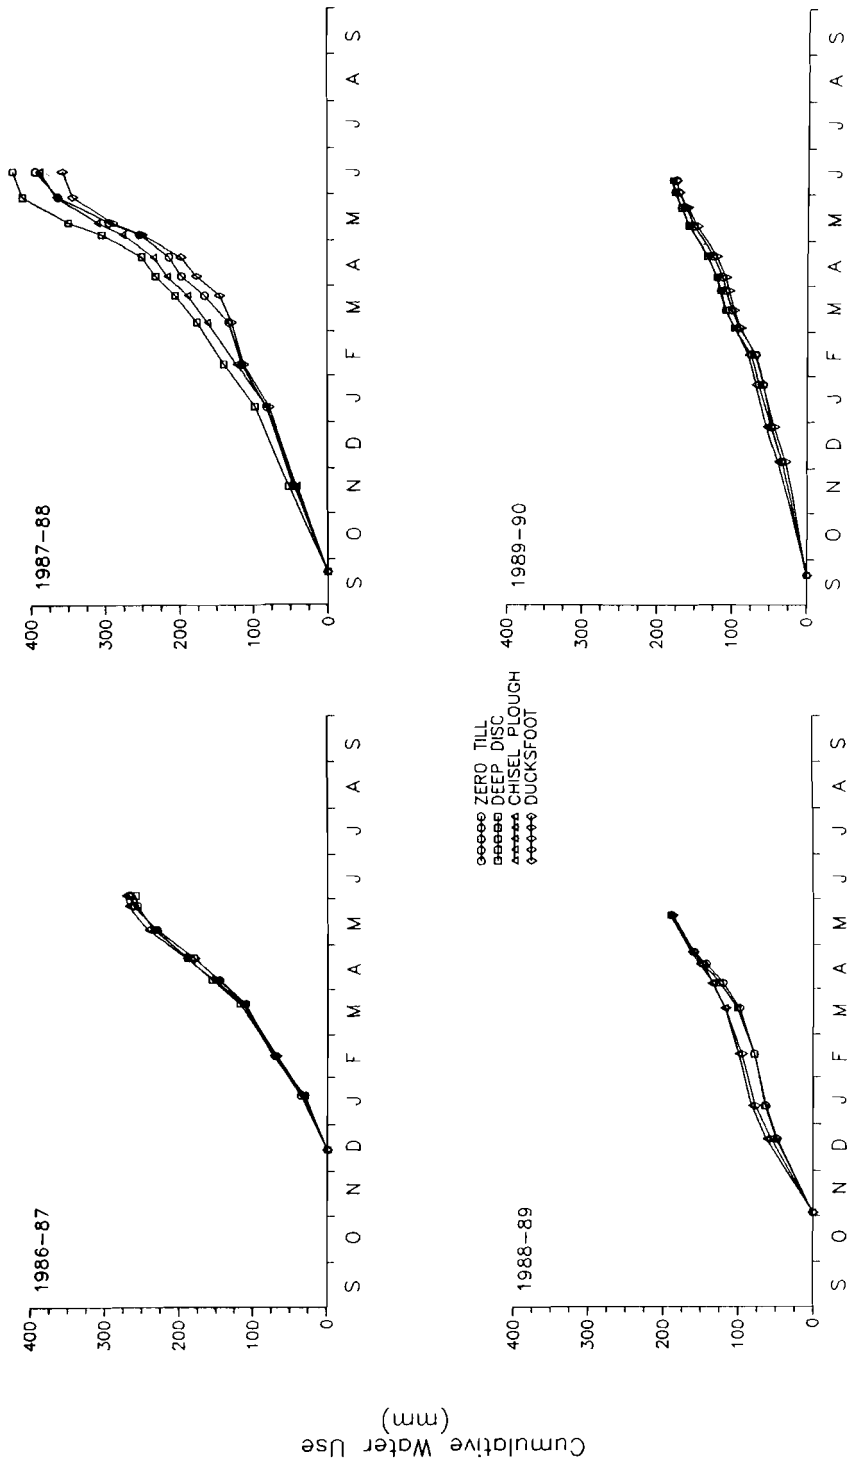 Cumulative Water Use
(mm)
1986-87
400
300
200
100
0
S O N D J F M A M J J A S
1987-88
400
300
200
100
0
S O N D J F M A M J J A S
ZERO TILL
DEEP DISC
CHISEL PLOUGH
DUCKSFOOT
1988-89
400
300
200
100
0
S O N D J F M A M J J A S
1989-90
400
300
200
100
0
S O N D J F M A M J J A S